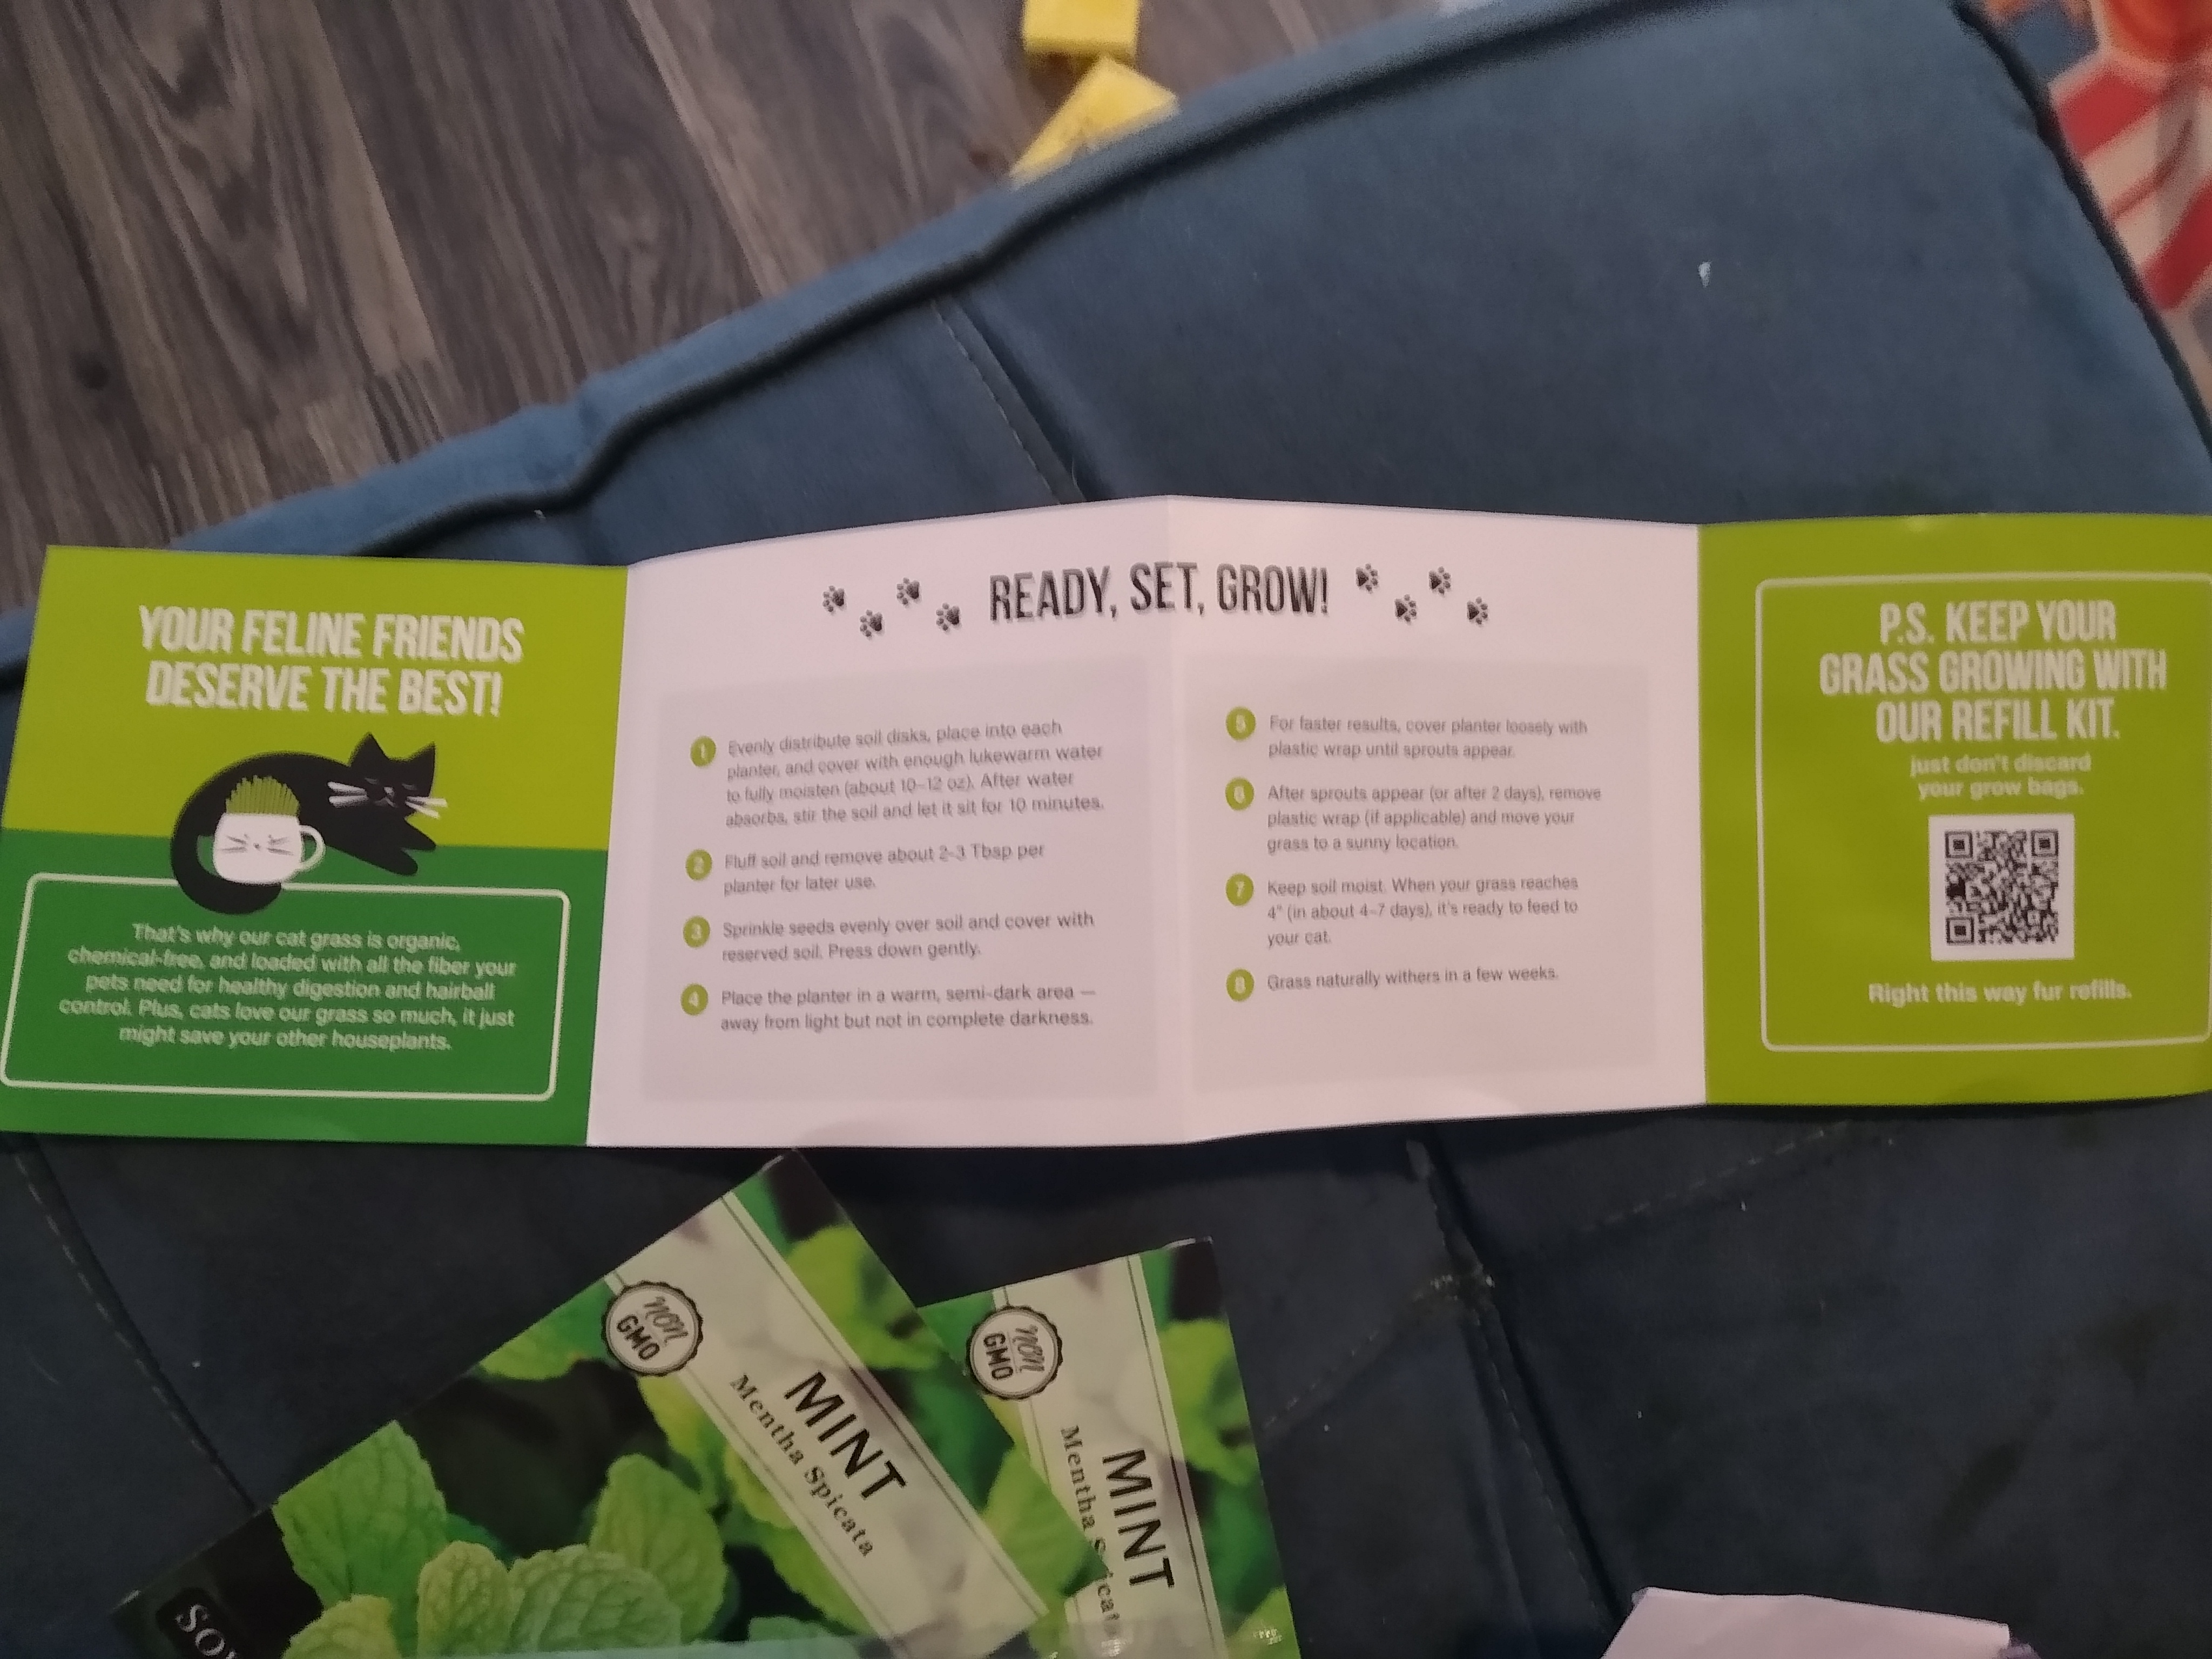 YOUR FELINE FRIENDS
DESERVE THE BEST!
That's why our cat grass is organic,
chemical-free, and loaded with all the fiber your
pets need for healthy digestion and hairball
control. Plus, cats love our grass so much, it just
might save your other houseplants.
READY, SET, GROW!
1 Evenly distribute soil disks, place into each
planter, and cover with enough lukewarm water
to fully moisten (about 10–12 oz). After water
absorbs, stir the soil and let it sit for 10 minutes.
2 Fluff soil and remove about 2–3 Tbsp per
planter for later use.
3 Sprinkle seeds evenly over soil and cover with
reserved soil. Press down gently.
4 Place the planter in a warm, semi-dark area —
away from light but not in complete darkness.
5 For faster results, cover planter loosely with
plastic wrap until sprouts appear.
6 After sprouts appear (or after 2 days), remove
plastic wrap (if applicable) and move your
grass to a sunny location.
7 Keep soil moist. When your grass reaches
4" (in about 4–7 days), it's ready to feed to
your cat.
8 Grass naturally withers in a few weeks.
P.S. KEEP YOUR
GRASS GROWING WITH
OUR REFILL KIT.
just don't discard
your grow bags.
Right this way fur refills.
non
GMO
MINT
Mentha Spicata
non
GMO
MINT
Mentha